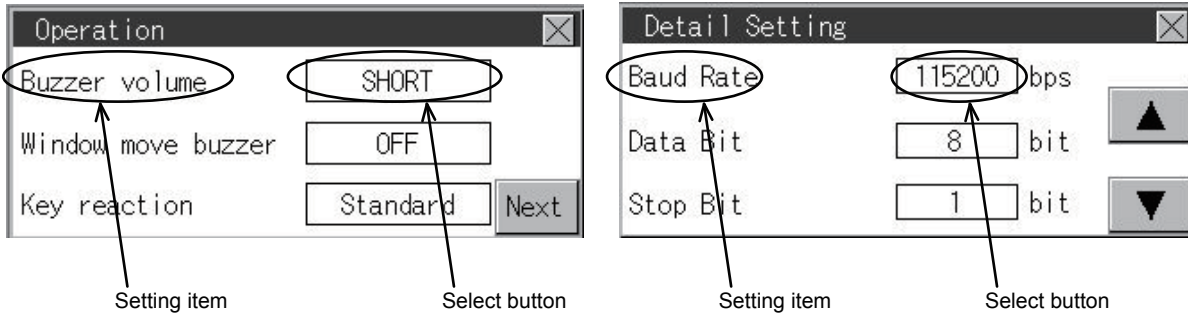 Operation
Buzzer volume SHORT
Window move buzzer OFF
Key reaction Standard Next
Setting item Select button
Detail Setting
Baud Rate 115200 bps
Data Bit 8 bit
Stop Bit 1 bit
Setting item Select button